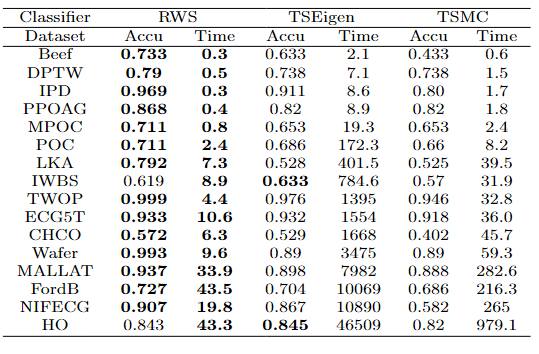 Classifier RWS TSEigen TSMC
Dataset Accu Time Accu Time Accu Time
Beef 0.733 0.3 0.633 2.1 0.433 0.6
DPTW 0.79 0.5 0.738 7.1 0.738 1.5
IPD 0.969 0.3 0.911 8.6 0.80 1.7
PPOAG 0.868 0.4 0.82 8.9 0.82 1.8
MPOC 0.711 0.8 0.653 19.3 0.653 2.4
POC 0.711 2.4 0.686 172.3 0.66 8.2
LKA 0.792 7.3 0.528 401.5 0.525 39.5
IWBS 0.619 8.9 0.633 784.6 0.57 31.9
TWOP 0.999 4.4 0.976 1395 0.946 32.8
ECG5T 0.933 10.6 0.932 1554 0.918 36.0
CHCO 0.572 6.3 0.529 1668 0.402 45.7
Wafer 0.993 9.6 0.89 3475 0.89 59.3
MALLAT 0.937 33.9 0.898 7982 0.888 282.6
FordB 0.727 43.5 0.704 10069 0.686 216.3
NIFECG 0.907 19.8 0.867 10890 0.582 265
HO 0.843 43.3 0.845 46509 0.82 979.1